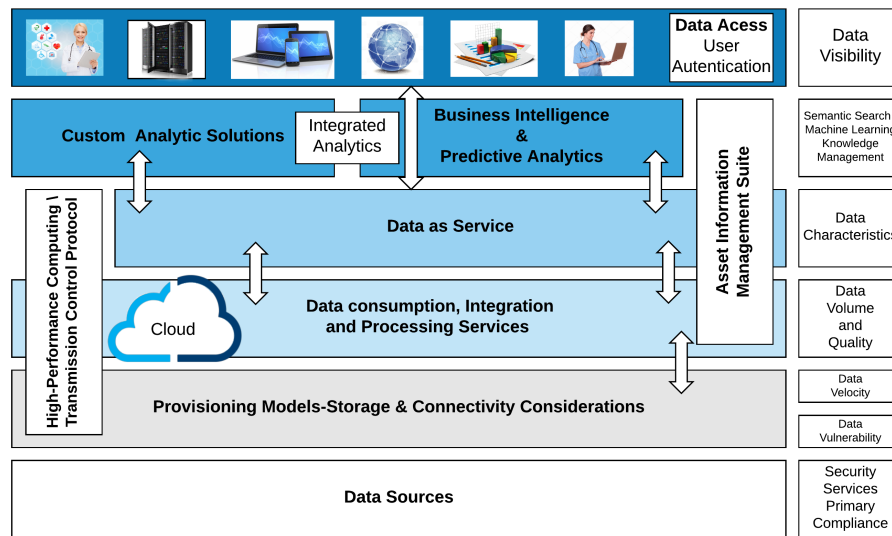 Data Acess
User
Autentication
Data
Visibility
Custom Analytic Solutions
Integrated
Analytics
Business Intelligence
&
Predictive Analytics
Semantic Search
Machine Learning
Knowledge
Management
High-Performance Computing \
Transmission Control Protocol
Asset Information
Management Suite
Data as Service
Data
Characteristics
Cloud
Data consumption, Integration
and Processing Services
Data
Volume
and
Quality
Provisioning Models-Storage & Connectivity Considerations
Data
Velocity
Data
Vulnerability
Data Sources
Security
Services
Primary
Compliance